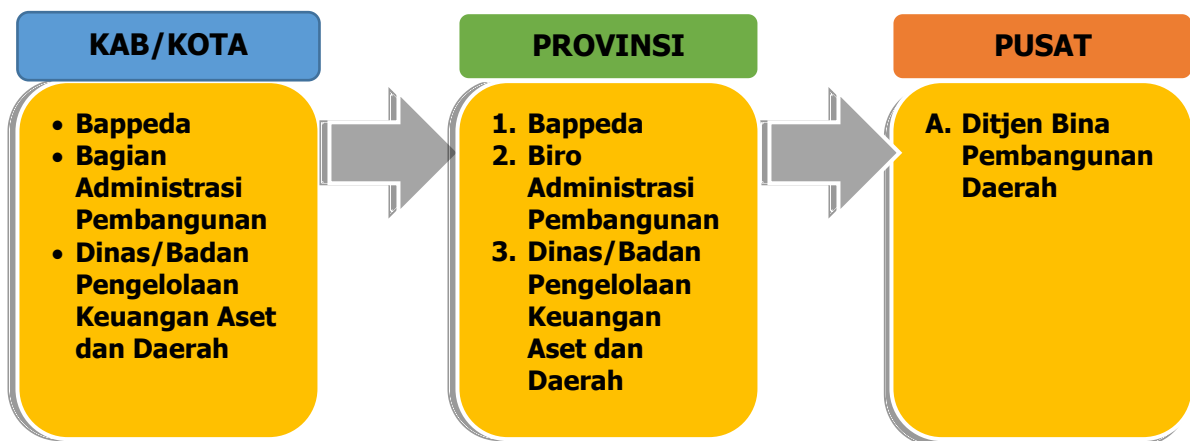 KAB/KOTA
• Bappeda
• Bagian
Administrasi
Pembangunan
• Dinas/Badan
Pengelolaan
Keuangan Aset
dan Daerah
PROVINSI
1. Bappeda
2. Biro
Administrasi
Pembangunan
3. Dinas/Badan
Pengelolaan
Keuangan
Aset dan
Daerah
PUSAT
A. Ditjen Bina
Pembangunan
Daerah